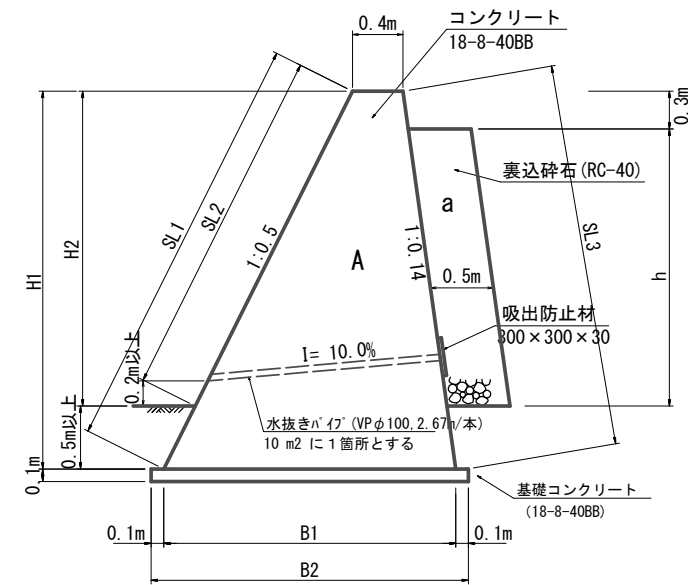 0.4m
コンクリート
18-8-40BB
0.3m
裏込砕石(RC-40)
a
SL1
SL2
1:0.5
1:0.14
SL3
H1
H2
A
0.5m
h
吸出防止材
300×300×30
I= 10.0%
0.2m以上
水抜きパイプ(VPφ100,2.67m/本)
10 m2 に1箇所とする
0.5m以上
0.1m
基礎コンクリート
(18-8-40BB)
0.1m
B1
0.1m
B2